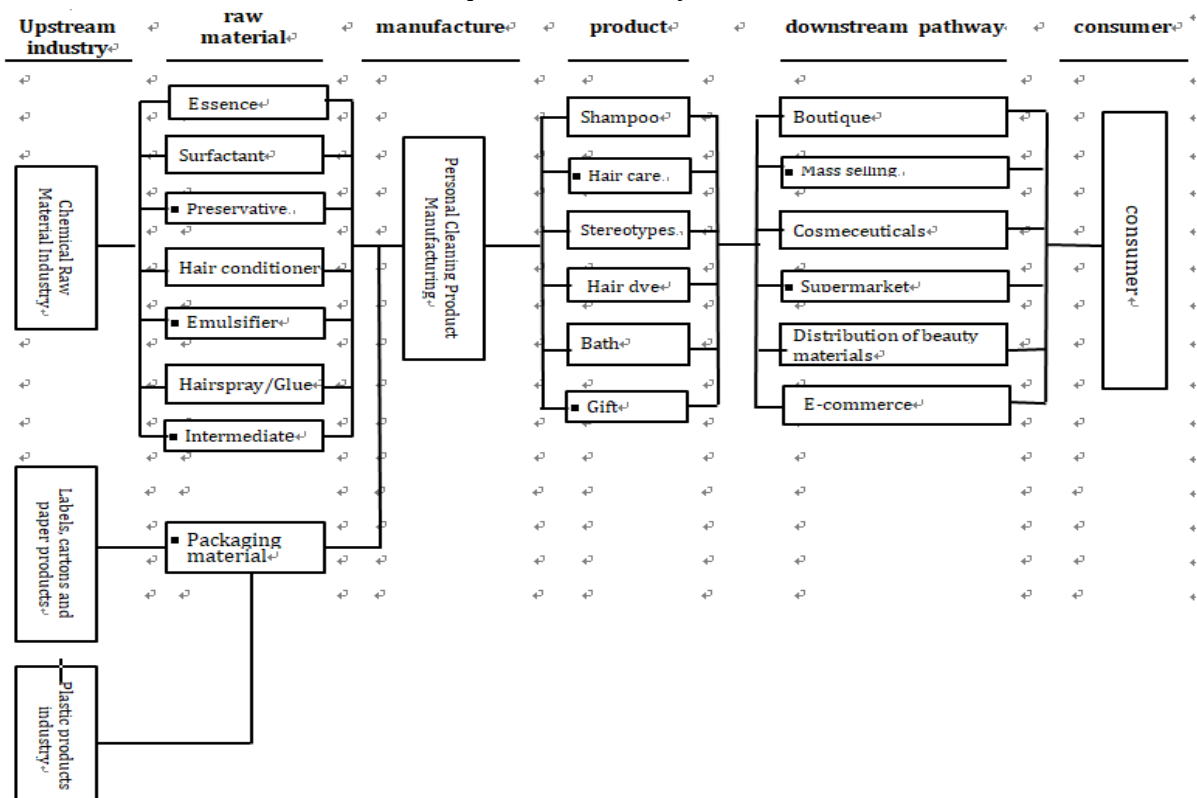 Upstream industry
raw material
manufacture
product
downstream pathway
consumer
Chemical Raw
Material Industry
Labels, cartons and
paper products
Plastic products
industry
Essence
Surfactant
Preservative
Hair conditioner
Emulsifier
Hairspray/Glue
Intermediate
Packaging
material
Personal Cleaning Product
Manufacturing
Shampoo
Hair care
Stereotypes
Hair dye
Bath
Gift
Boutique
Mass selling
Cosmeceuticals
Supermarket
Distribution of beauty
materials
E-commerce
consumer